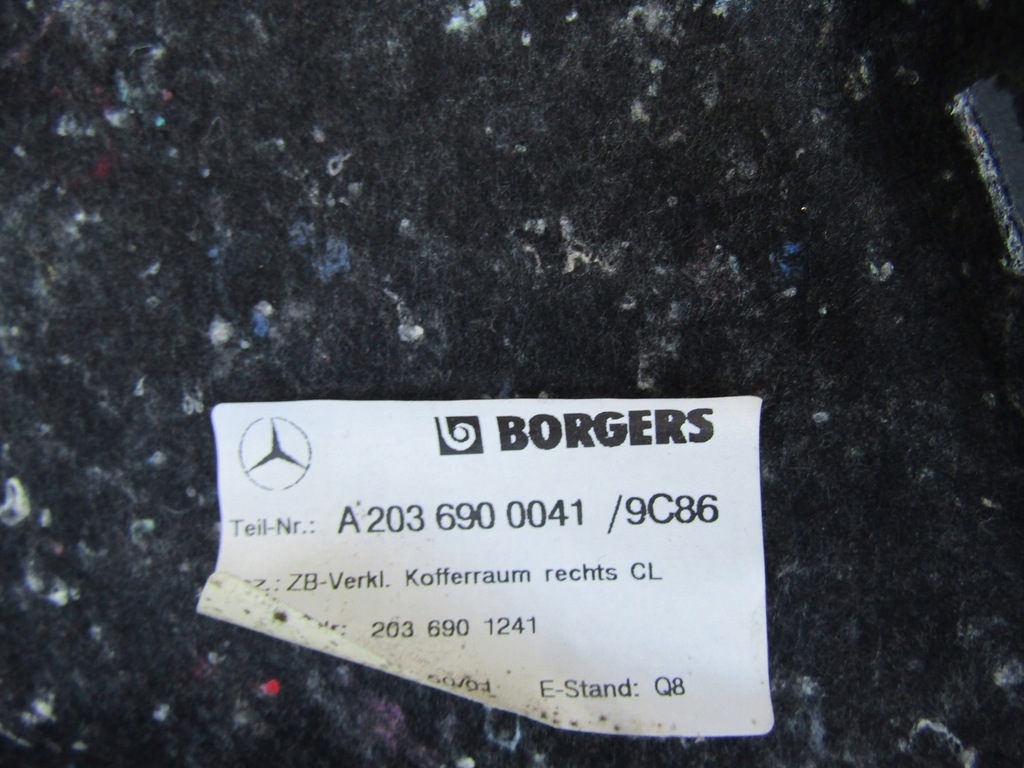 BORGERS
Teil-Nr.: A 203 690 0041 /9C86
ZB-Verkl. Kofferraum rechts CL
203 690 1241
E-Stand: Q8